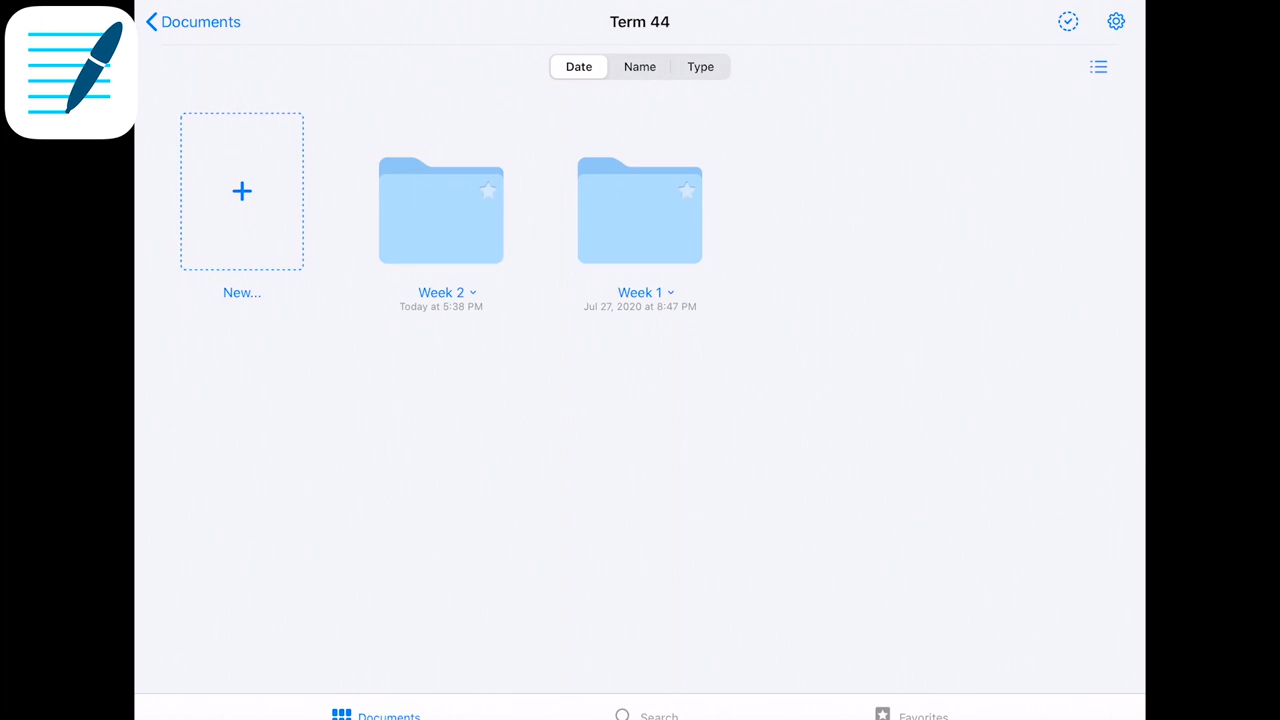 Documents
Term 44
Date Name Type
New...
Week 2
Today at 5:38 PM
Week 1
Jul 27, 2020 at 8:47 PM
Documents
Search
Favorites